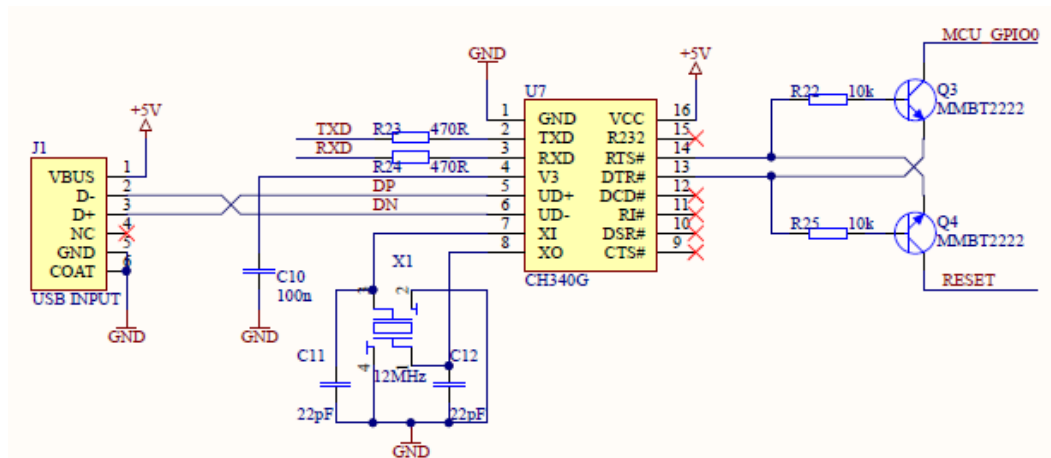 MCU_GPIO0
GND
+5V
U7
R22 10k
Q3
MMBT2222
+5V
1 GND VCC 16
TXD R23 470R 2 TXD R232 15
RXD 3 RXD RTS# 14
R24 470R 4 V3 DTR# 13
J1
1 VBUS
2 D-
3 D+
4 NC
5 GND
6 COAT
USB INPUT
DP 5 UD+ DCD# 12
DN 6 UD- RI# 11
7 XI DSR# 10
8 XO CTS# 9
CH340G
R25 10k
Q4
MMBT2222
RESET
C10
100n
X1
3
2
4
1
12MHz
C11
22pF
C12
22pF
GND
GND
GND